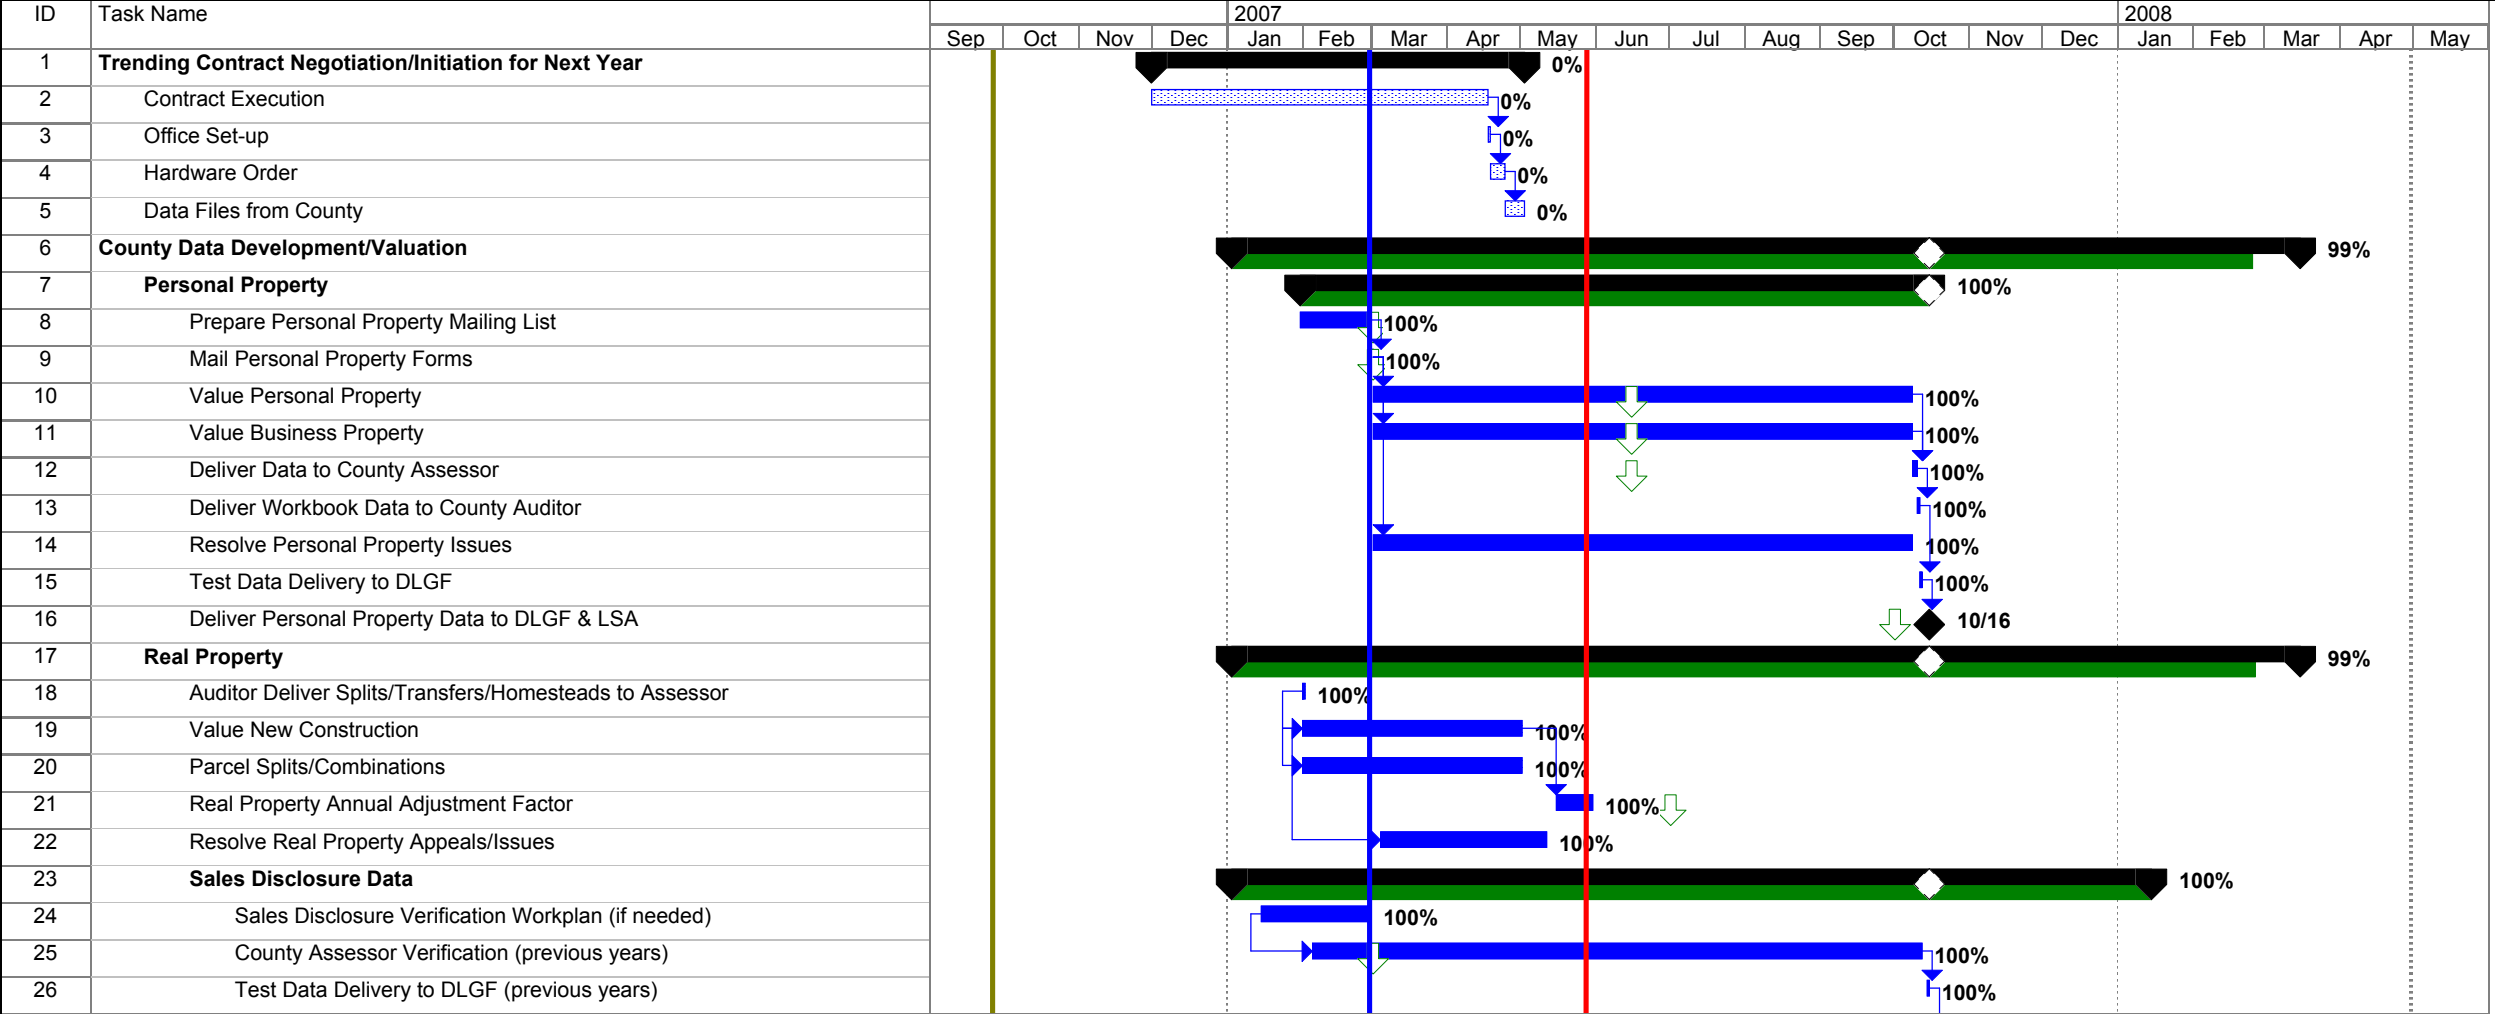 ID Task Name 2007 2008
Sep Oct Nov Dec Jan Feb Mar Apr May Jun Jul Aug Sep Oct Nov Dec Jan Feb Mar Apr May
1 Trending Contract Negotiation/Initiation for Next Year 0%
2 Contract Execution 0%
3 Office Set-up 0%
4 Hardware Order 0%
5 Data Files from County 0%
6 County Data Development/Valuation 99%
7 Personal Property 100%
8 Prepare Personal Property Mailing List 100%
9 Mail Personal Property Forms 100%
10 Value Personal Property 100%
11 Value Business Property 100%
12 Deliver Data to County Assessor 100%
13 Deliver Workbook Data to County Auditor 100%
14 Resolve Personal Property Issues 100%
15 Test Data Delivery to DLGF 100%
16 Deliver Personal Property Data to DLGF & LSA 10/16
17 Real Property 99%
18 Auditor Deliver Splits/Transfers/Homesteads to Assessor 100%
19 Value New Construction 100%
20 Parcel Splits/Combinations 100%
21 Real Property Annual Adjustment Factor 100%
22 Resolve Real Property Appeals/Issues 100%
23 Sales Disclosure Data 100%
24 Sales Disclosure Verification Workplan (if needed) 100%
25 County Assessor Verification (previous years) 100%
26 Test Data Delivery to DLGF (previous years) 100%